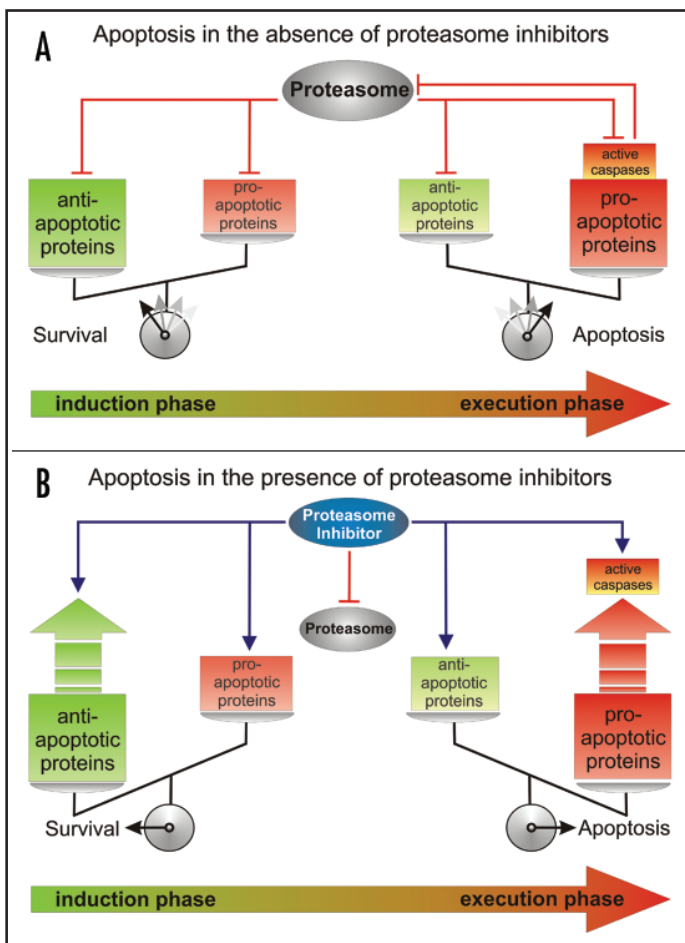 A
Apoptosis in the absence of proteasome inhibitors
Proteasome
anti-
apoptotic
proteins
pro-
apoptotic
proteins
anti-
apoptotic
proteins
active
caspases
pro-
apoptotic
proteins
Survival
Apoptosis
induction phase
execution phase
B
Apoptosis in the presence of proteasome inhibitors
Proteasome
Inhibitor
active
caspases
Proteasome
pro-
apoptotic
proteins
anti-
apoptotic
proteins
anti-
apoptotic
proteins
pro-
apoptotic
proteins
Survival
Apoptosis
induction phase
execution phase